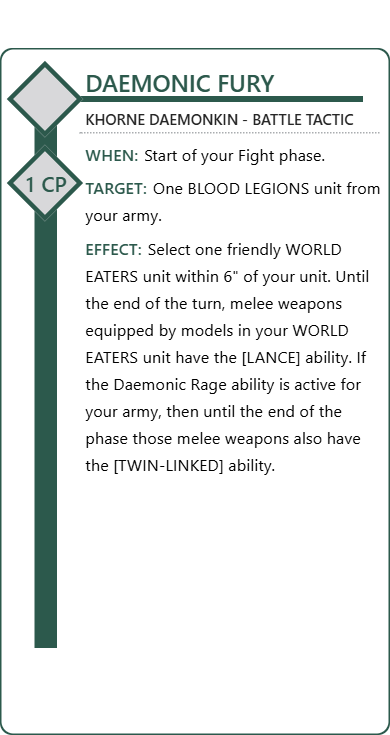 DAEMONIC FURY
KHORNE DAEMONKIN - BATTLE TACTIC
WHEN: Start of your Fight phase.
1 CP
TARGET: One BLOOD LEGIONS unit from
your army.
EFFECT: Select one friendly WORLD
EATERS unit within 6" of your unit. Until
the end of the turn, melee weapons
equipped by models in your WORLD
EATERS unit have the [LANCE] ability. If
the Daemonic Rage ability is active for
your army, then until the end of the
phase those melee weapons also have
the [TWIN-LINKED] ability.